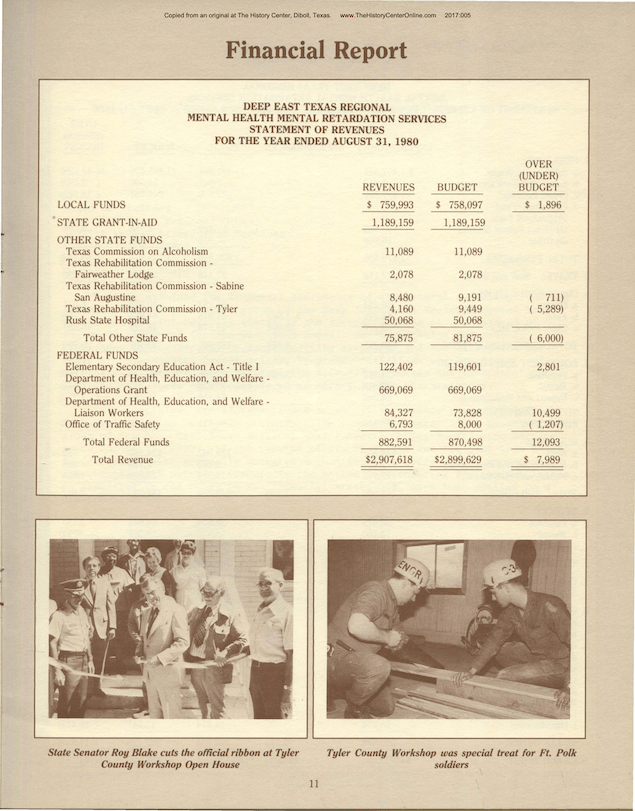 Copied from an original at The History Center, Diboll, Texas. www.TheHistoryCenterOnline.com 2017:005
Financial Report
DEEP EAST TEXAS REGIONAL
MENTAL HEALTH MENTAL RETARDATION SERVICES
STATEMENT OF REVENUES
FOR THE YEAR ENDED AUGUST 31, 1980
OVER
(UNDER)
REVENUES BUDGET BUDGET
LOCAL FUNDS $ 759,993 $ 758,097 $ 1,896
*STATE GRANT-IN-AID 1,189,159 1,189,159
OTHER STATE FUNDS
Texas Commission on Alcoholism 11,089 11,089
Texas Rehabilitation Commission -
Fairweather Lodge 2,078 2,078
Texas Rehabilitation Commission - Sabine
San Augustine 8,480 9,191 ( 711)
Texas Rehabilitation Commission - Tyler 4,160 9,449 ( 5,289)
Rusk State Hospital 50,068 50,068
Total Other State Funds 75,875 81,875 ( 6,000)
FEDERAL FUNDS
Elementary Secondary Education Act - Title I 122,402 119,601 2,801
Department of Health, Education, and Welfare -
Operations Grant 669,069 669,069
Department of Health, Education, and Welfare -
Liaison Workers 84,327 73,828 10,499
Office of Traffic Safety 6,793 8,000 ( 1,207)
Total Federal Funds 882,591 870,498 12,093
Total Revenue $2,907,618 $2,899,629 $ 7,989
ENGR
C-3
State Senator Roy Blake cuts the official ribbon at Tyler
County Workshop Open House
Tyler County Workshop was special treat for Ft. Polk
soldiers
11